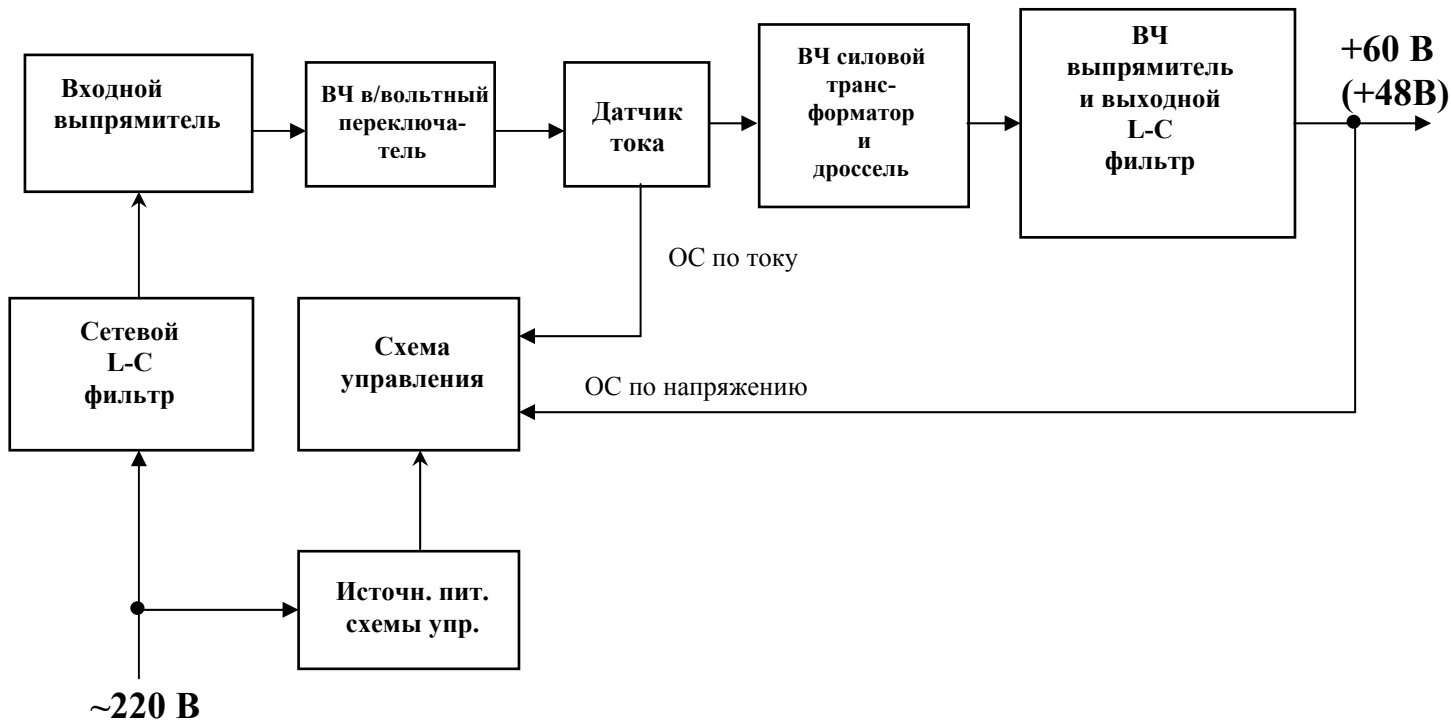 Входной
выпрямитель
ВЧ в/вольтный
переключа-
тель
Датчик
тока
ВЧ силовой
транс-
форматор
и
дроссель
ВЧ
выпрямитель
и выходной
L-C
фильтр
+60 В
(+48В)
ОС по току
Сетевой
L-C
фильтр
Схема
управления
ОС по напряжению
Источн. пит.
схемы упр.
~220 В